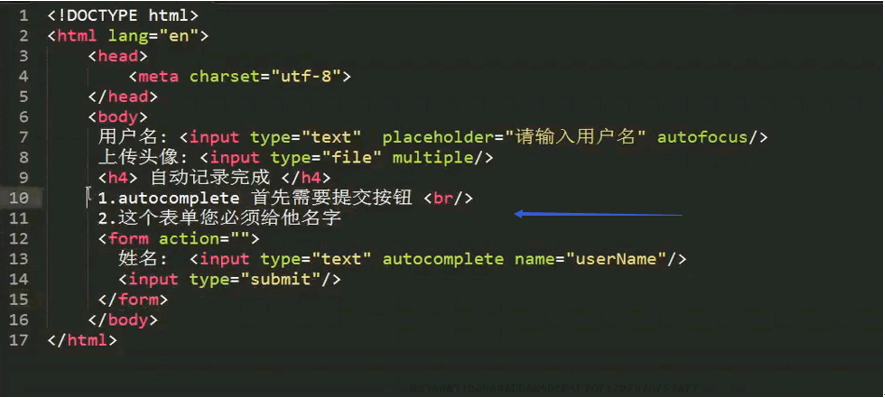 1 <!DOCTYPE html>
2 <html lang="en">
3 <head>
4 <meta charset="utf-8">
5 </head>
6 <body>
7 用户名: <input type="text"  placeholder="请输入用户名" autofocus/>
8 上传头像: <input type="file" multiple/>
9 <h4> 自动记录完成 </h4>
10 1.autocomplete 首先需要提交按钮 <br/>
11 2.这个表单您必须给他名字
12 <form action="">
13 姓名:  <input type="text" autocomplete name="userName"/>
14 <input type="submit"/>
15 </form>
16 </body>
17 </html>